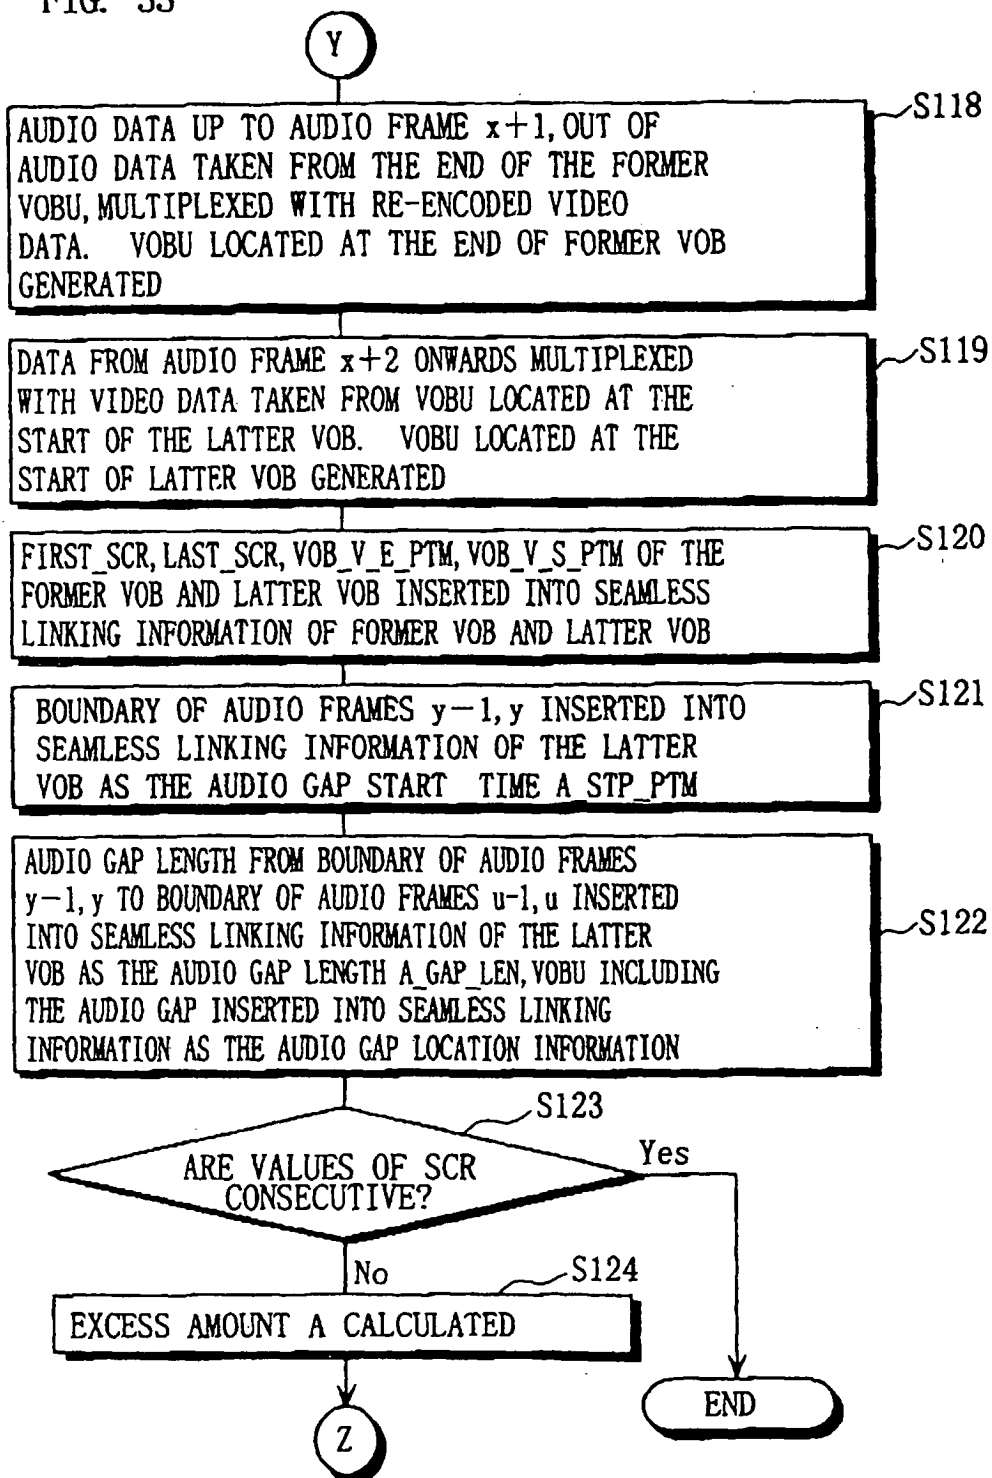 FIG. 33
Y
S118
AUDIO DATA UP TO AUDIO FRAME x+1, OUT OF
AUDIO DATA TAKEN FROM THE END OF THE FORMER
VOBU, MULTIPLEXED WITH RE-ENCODED VIDEO
DATA. VOBU LOCATED AT THE END OF FORMER VOB
GENERATED
S119
DATA FROM AUDIO FRAME x+2 ONWARDS MULTIPLEXED
WITH VIDEO DATA TAKEN FROM VOBU LOCATED AT THE
START OF THE LATTER VOB. VOBU LOCATED AT THE
START OF LATTER VOB GENERATED
S120
FIRST_SCR, LAST_SCR, VOB_V_E_PTM, VOB_V_S_PTM OF THE
FORMER VOB AND LATTER VOB INSERTED INTO SEAMLESS
LINKING INFORMATION OF FORMER VOB AND LATTER VOB
S121
BOUNDARY OF AUDIO FRAMES y-1, y INSERTED INTO
SEAMLESS LINKING INFORMATION OF THE LATTER
VOB AS THE AUDIO GAP START TIME A STP_PTM
S122
AUDIO GAP LENGTH FROM BOUNDARY OF AUDIO FRAMES
y-1, y TO BOUNDARY OF AUDIO FRAMES u-1, u INSERTED
INTO SEAMLESS LINKING INFORMATION OF THE LATTER
VOB AS THE AUDIO GAP LENGTH A_GAP_LEN, VOBU INCLUDING
THE AUDIO GAP INSERTED INTO SEAMLESS LINKING
INFORMATION AS THE AUDIO GAP LOCATION INFORMATION
S123
ARE VALUES OF SCR
CONSECUTIVE?
Yes
No
S124
EXCESS AMOUNT A CALCULATED
END
Z